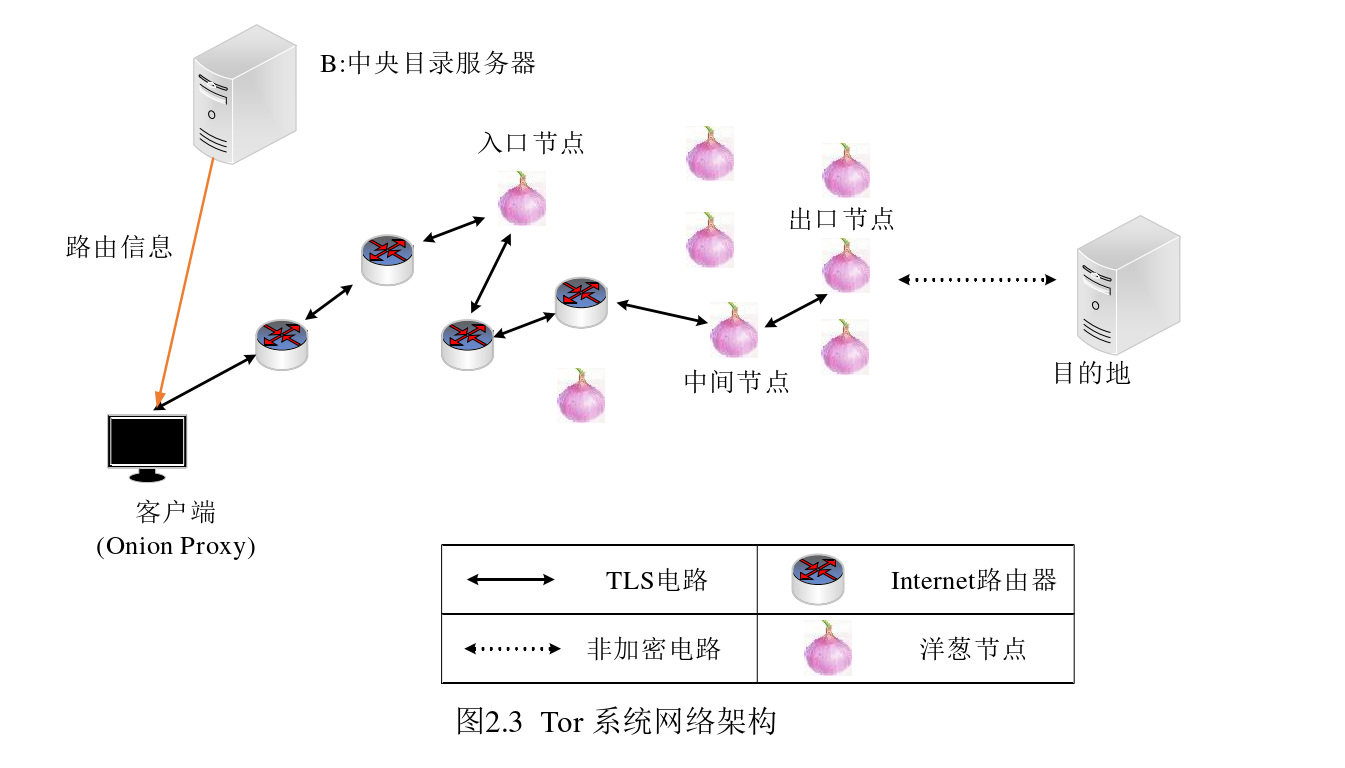 B:中央目录服务器
入口节点
出口节点
路由信息
中间节点
目的地
客户端
(Onion Proxy)
TLS电路
Internet路由器
非加密电路
洋葱节点
图2.3 Tor 系统网络架构